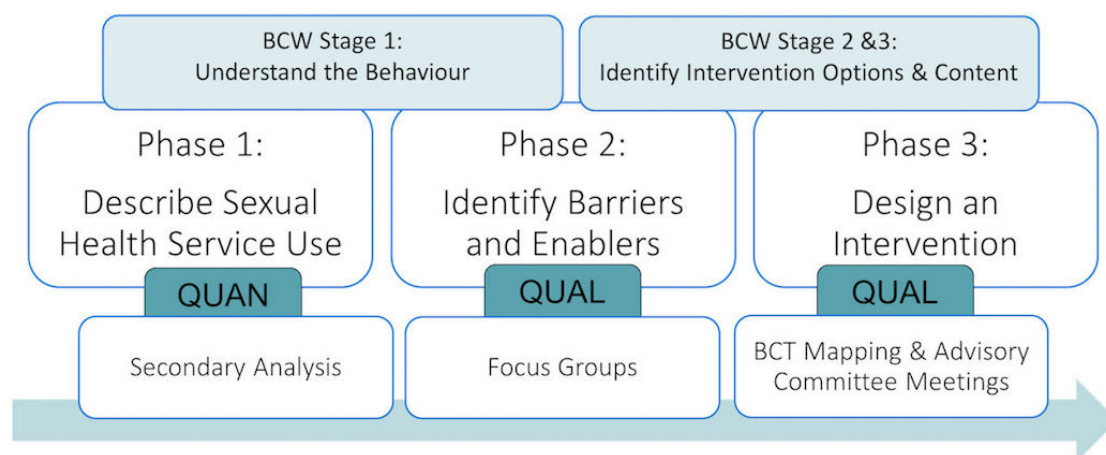 BCW Stage 1:
Understand the Behaviour
BCW Stage 2 &3:
Identify Intervention Options & Content
Phase 1:
Describe Sexual
Health Service Use
QUAN
Secondary Analysis
Phase 2:
Identify Barriers
and Enablers
QUAL
Focus Groups
Phase 3:
Design an
Intervention
QUAL
BCT Mapping & Advisory
Committee Meetings